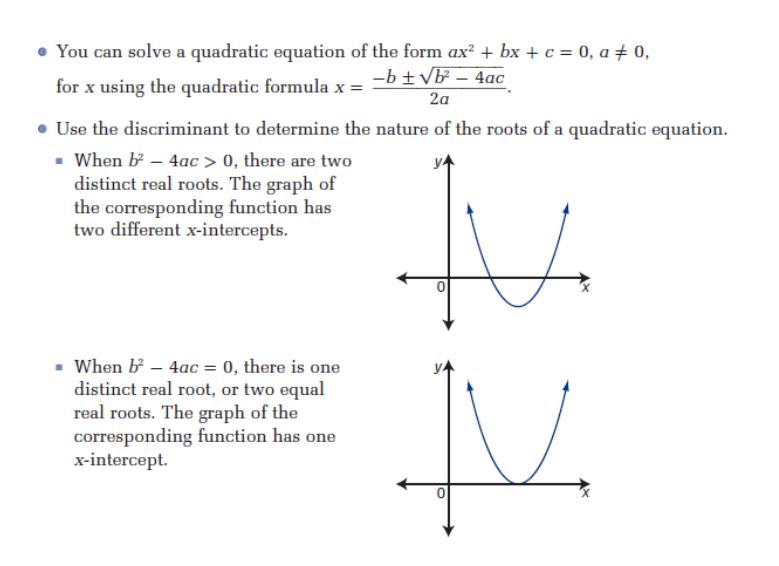 • You can solve a quadratic equation of the form ax² + bx + c = 0, a ≠ 0,
for x using the quadratic formula x = (−b ± √(b² − 4ac))/(2a).
• Use the discriminant to determine the nature of the roots of a quadratic equation.
▪ When b² − 4ac > 0, there are two
distinct real roots. The graph of
the corresponding function has
two different x-intercepts.
y
0
x
▪ When b² − 4ac = 0, there is one
distinct real root, or two equal
real roots. The graph of the
corresponding function has one
x-intercept.
y
0
x